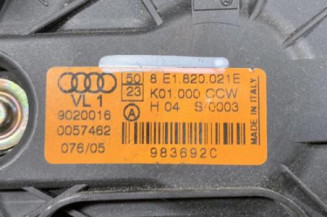 50 8 E1.820.021E
23 K01.000 CCW
VL 1 H 04 S/0003
9020016 A
0057462
076/05 983692C
MADE IN ITALY